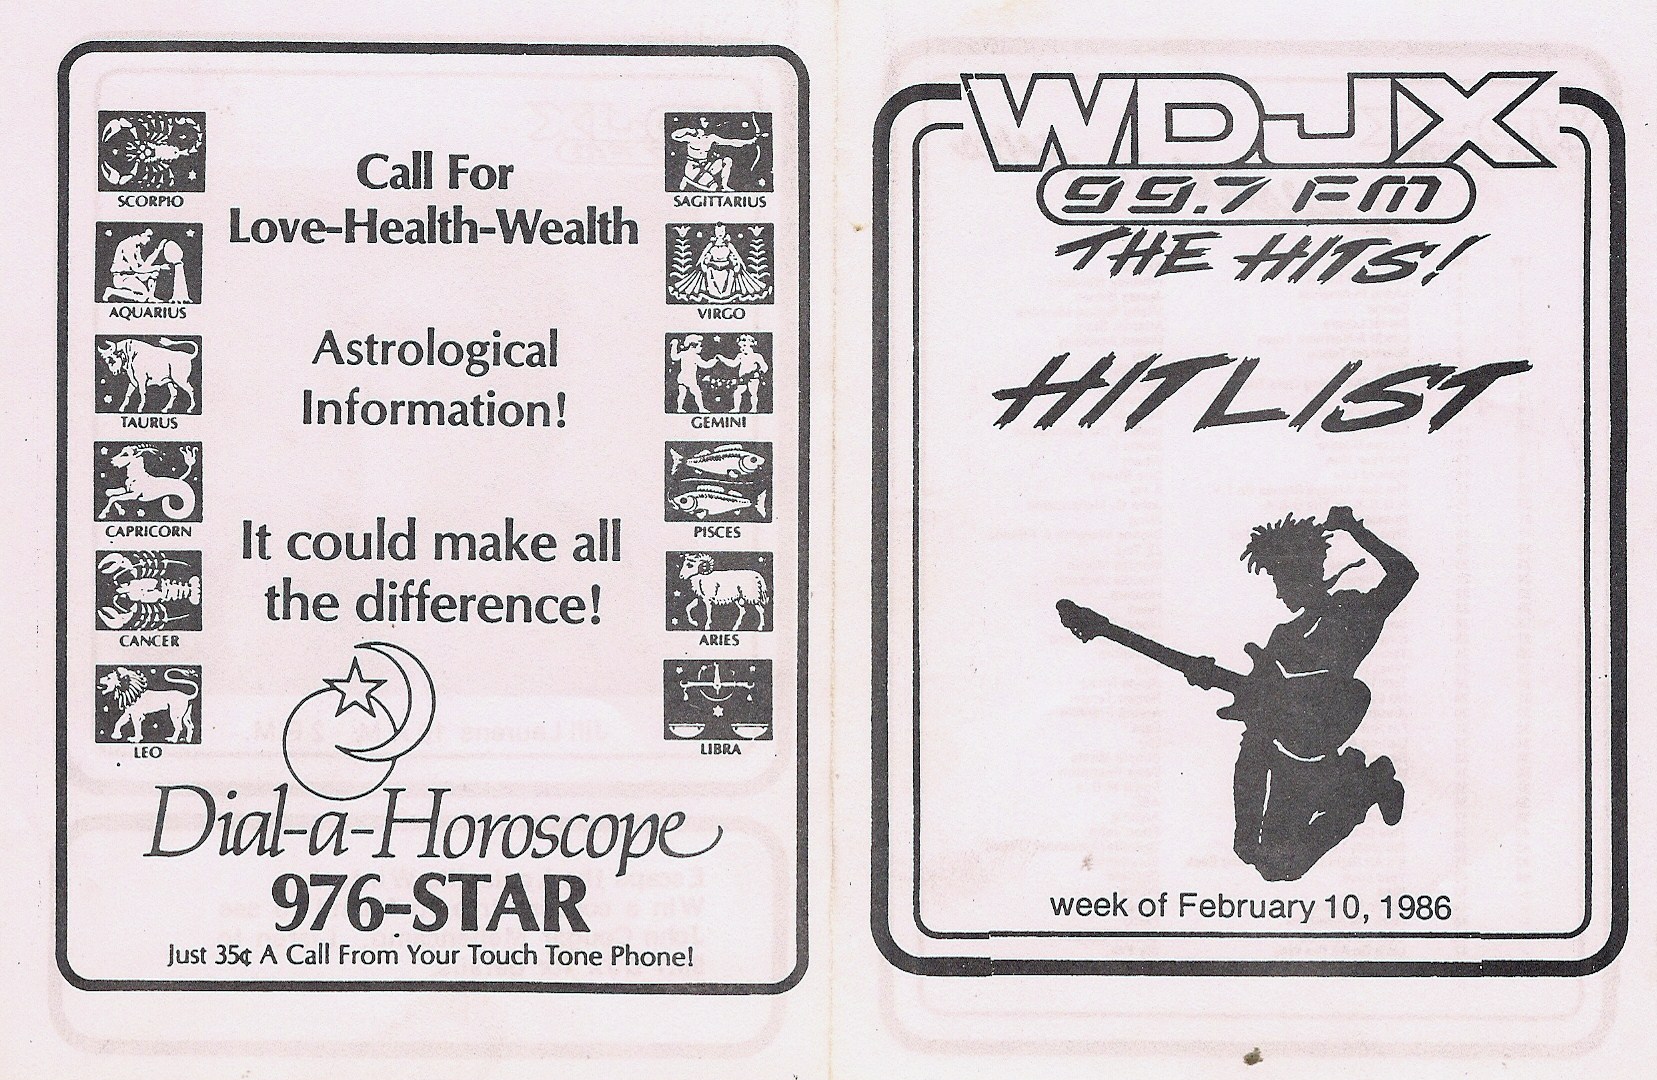 Call For
Love-Health-Wealth
Astrological
Information!
It could make all
the difference!
SCORPIO
AQUARIUS
TAURUS
CAPRICORN
CANCER
LEO
SAGITTARIUS
VIRGO
GEMINI
PISCES
ARIES
LIBRA
Dial-a-Horoscope
976-STAR
Just 35¢ A Call From Your Touch Tone Phone!
WDJX
99.7 FM
THE HITS!
HITLIST
week of February 10, 1986